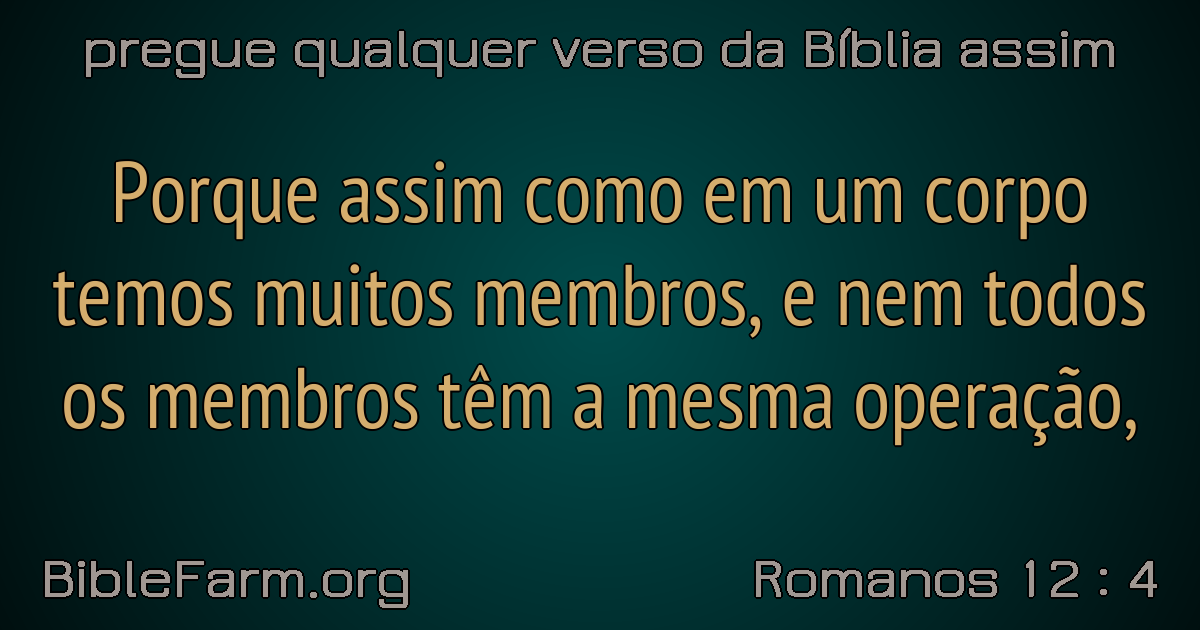 pregue qualquer verso da Bíblia assim
Porque assim como em um corpo
temos muitos membros, e nem todos
os membros têm a mesma operação,
BibleFarm.org
Romanos 12 : 4